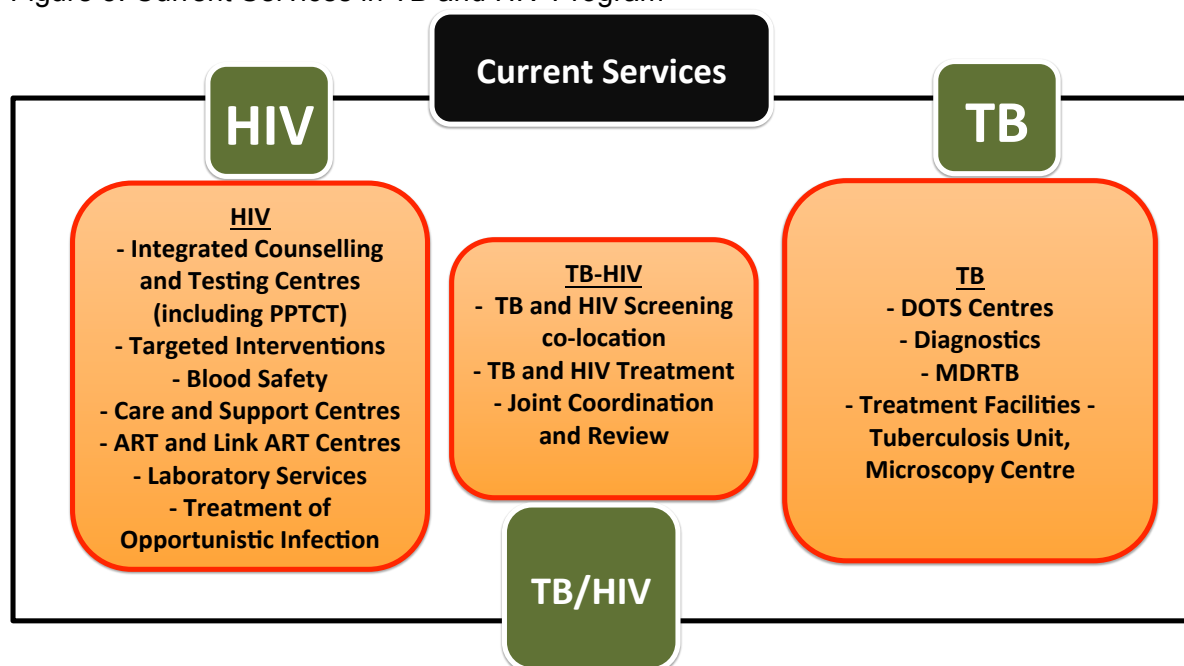 Current Services
HIV
TB
HIV
- Integrated Counselling
and Testing Centres
(including PPTCT)
- Targeted Interventions
- Blood Safety
- Care and Support Centres
- ART and Link ART Centres
- Laboratory Services
- Treatment of
Opportunistic Infection
TB-HIV
- TB and HIV Screening
co-location
- TB and HIV Treatment
- Joint Coordination
and Review
TB
- DOTS Centres
- Diagnostics
- MDRTB
- Treatment Facilities -
Tuberculosis Unit,
Microscopy Centre
TB/HIV